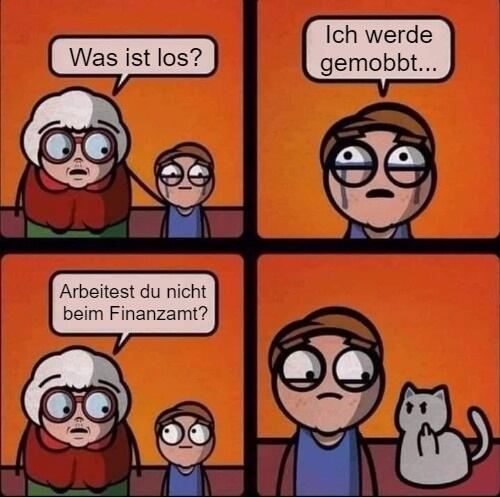 Was ist los?
Ich werde
gemobbt...
Arbeitest du nicht
beim Finanzamt?